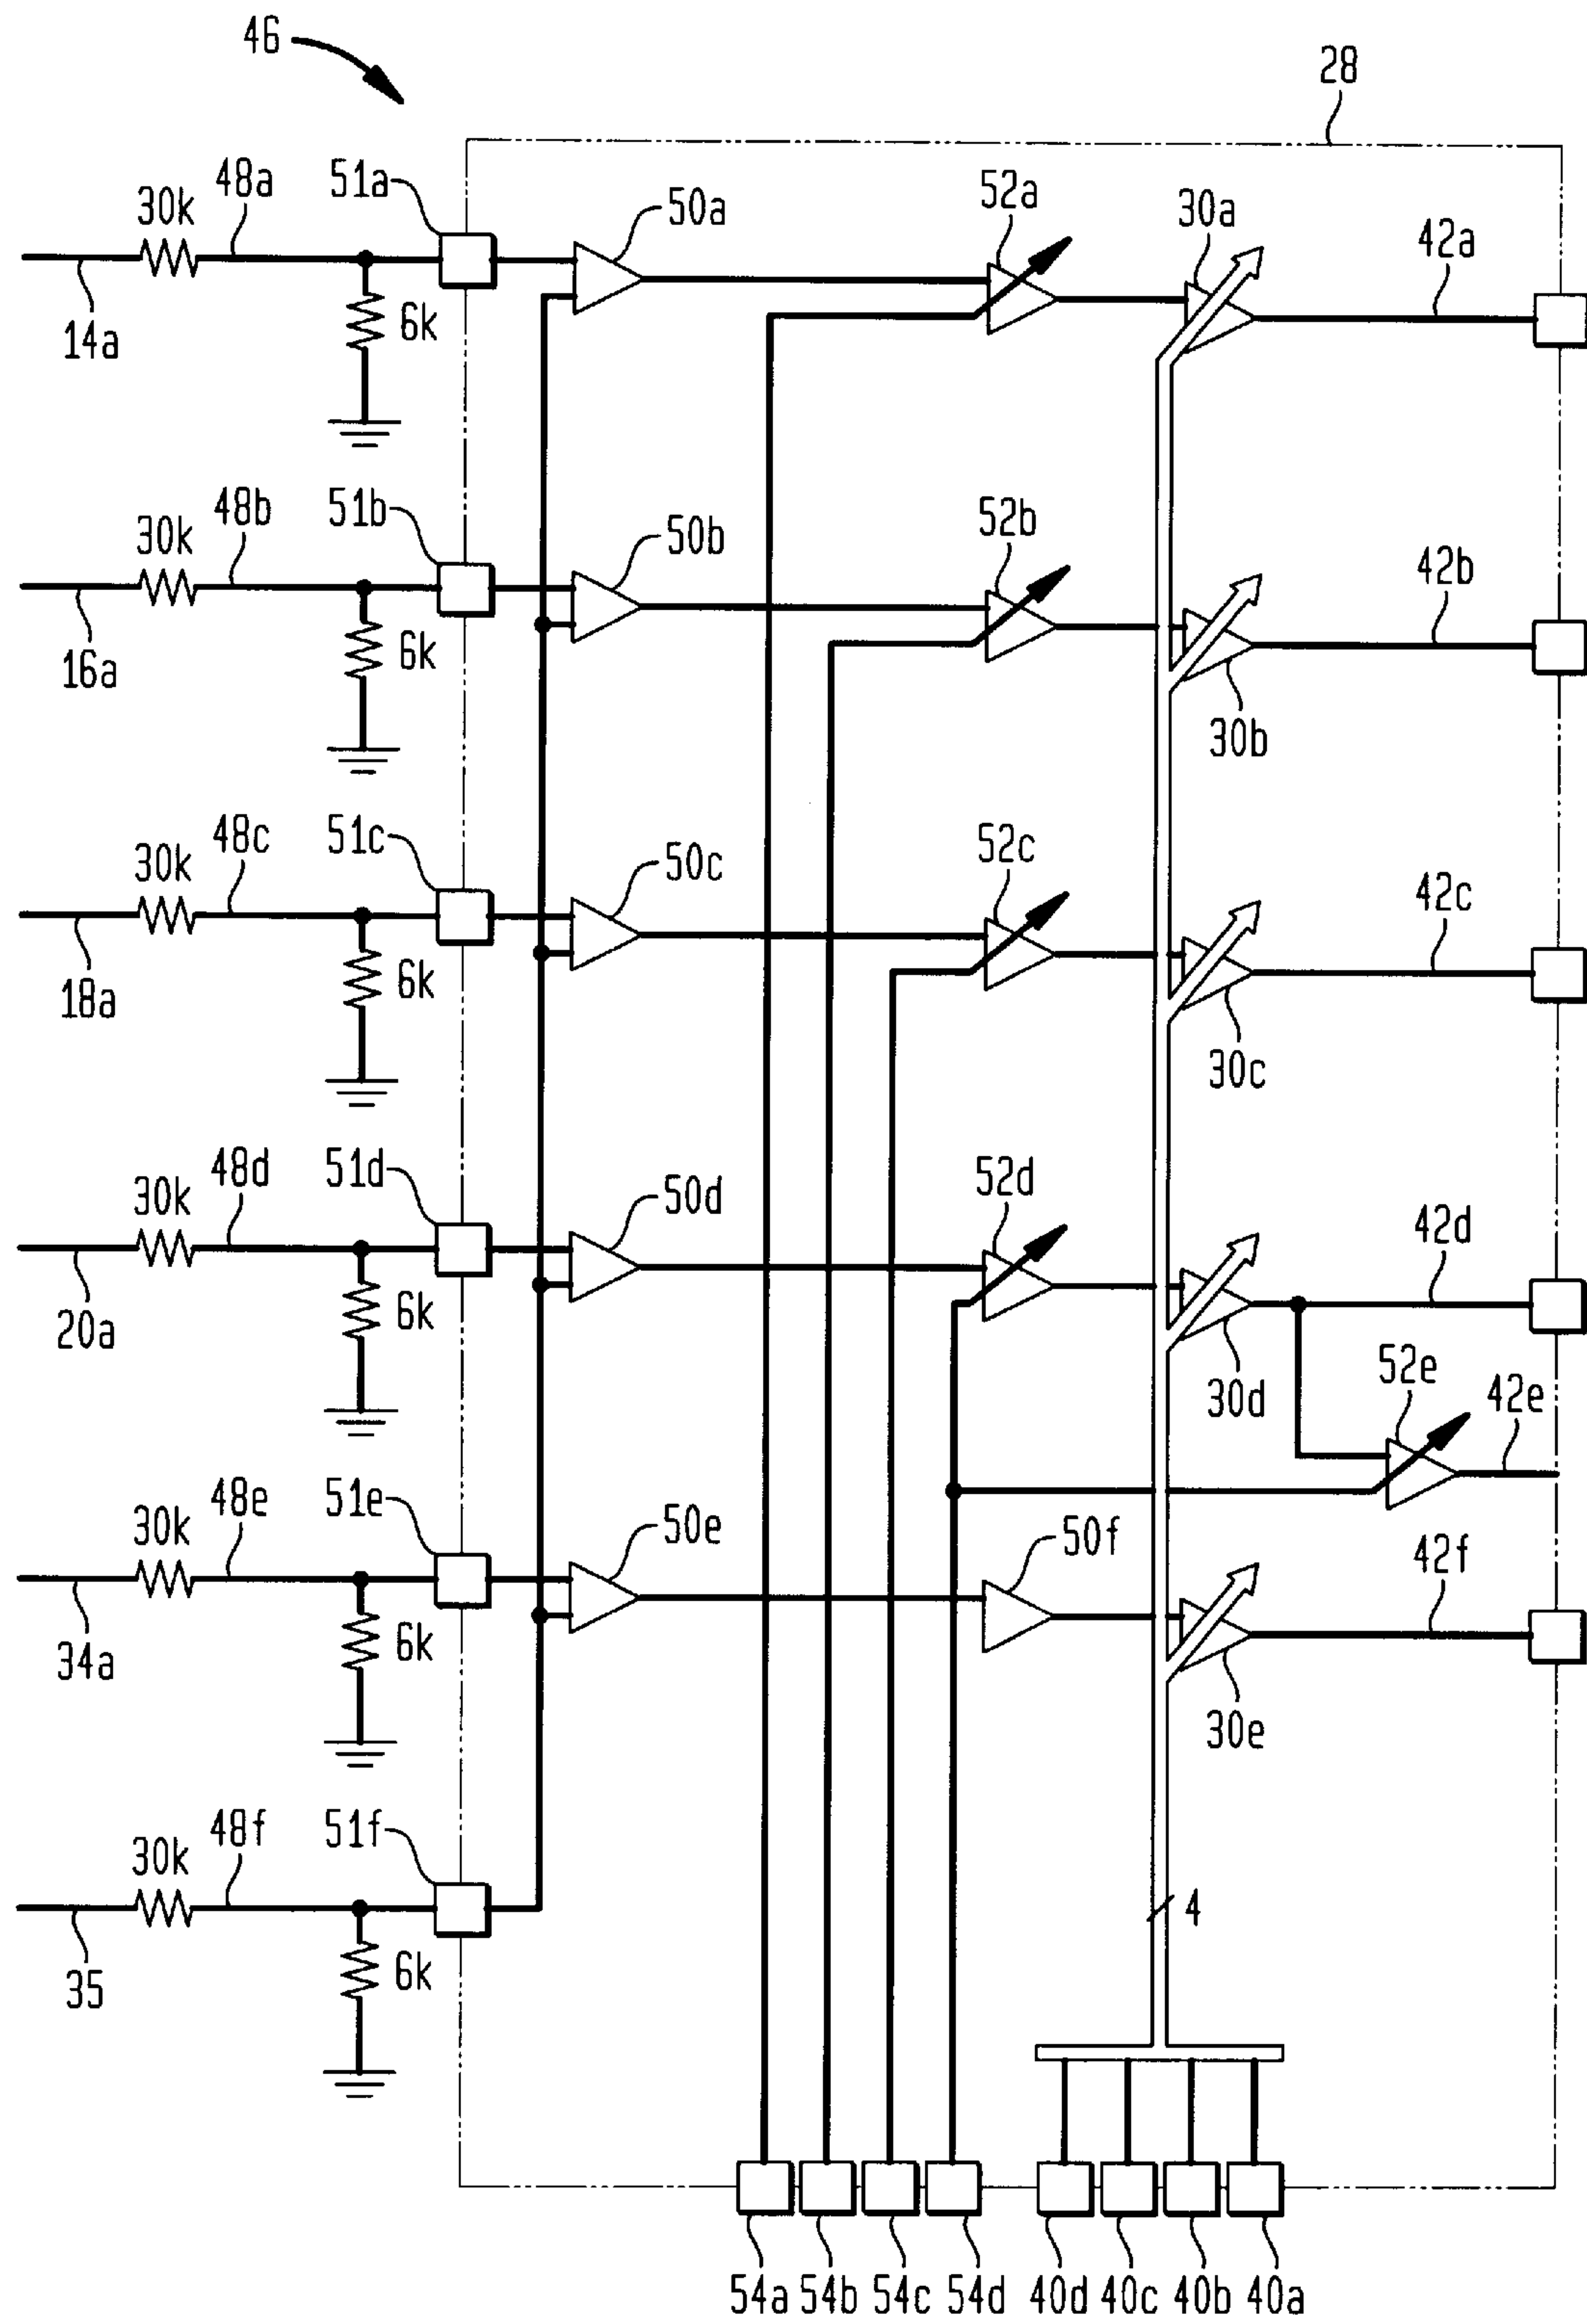 46
28
30k 48a 51a 50a 52a 30a 42a
14a 6k
30k 48b 51b 50b 52b 42b
16a 6k 30b
30k 48c 51c 50c 52c 42c
18a 6k 30c
30k 48d 51d 50d 52d 42d
20a 6k 30d 52e 42e
30k 48e 51e 50e 50f 42f
34a 6k 30e
30k 48f 51f
4
35 6k
54a 54b 54c 54d 40d 40c 40b 40a